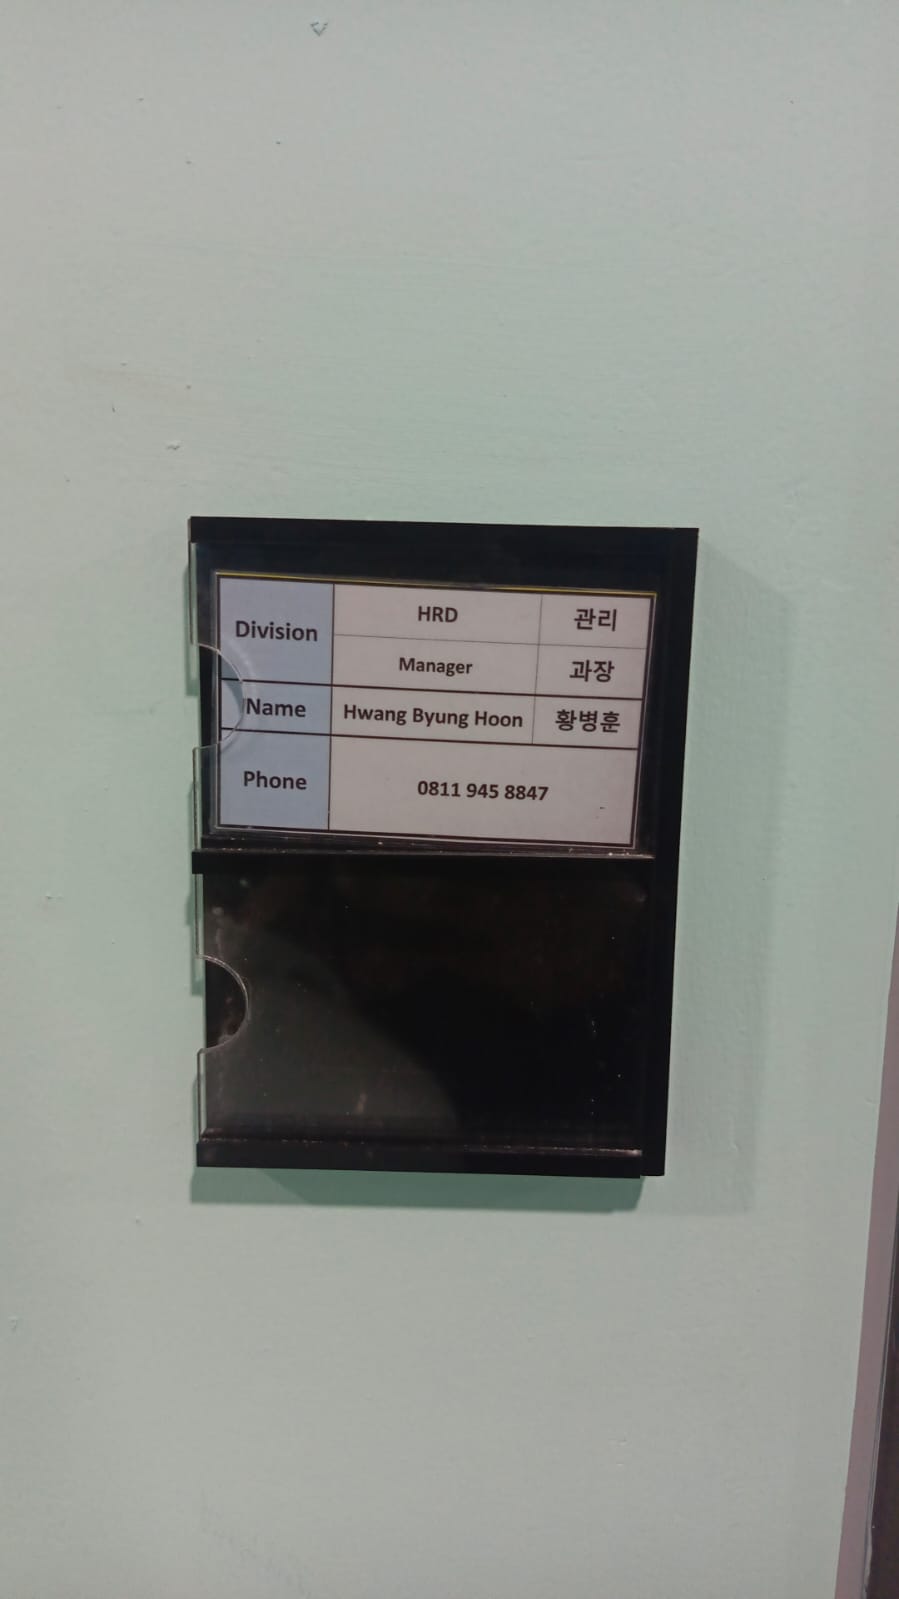 Division HRD 관리
Manager 과장
Name Hwang Byung Hoon 황병훈
Phone 0811 945 8847